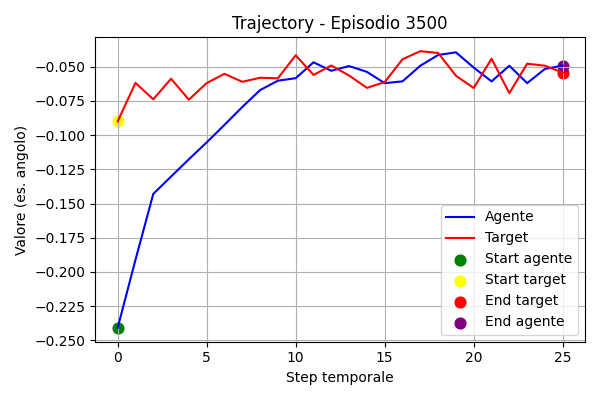 Trajectory - Episodio 3500
Valore (es. angolo)
−0.050
−0.075
−0.100
−0.125
−0.150
−0.175
−0.200
−0.225
−0.250
Agente
Target
Start agente
Start target
End target
End agente
0 5 10 15 20 25
Step temporale